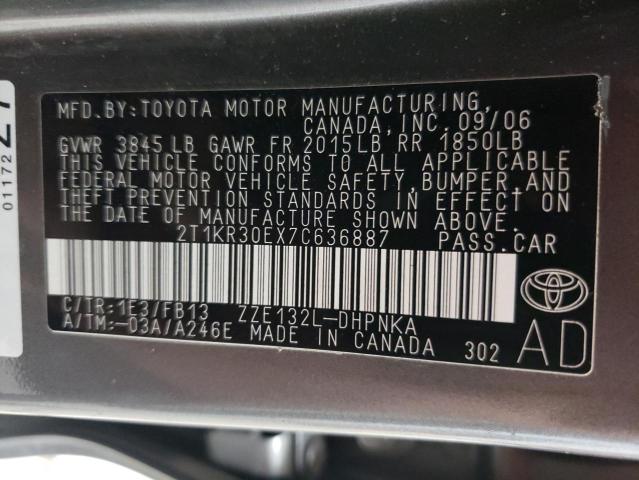 MFD.BY:TOYOTA MOTOR MANUFACTURING,
CANADA,INC. 09/06
GVWR 3845LB GAWR FR 2015LB RR 1850LB
THIS VEHICLE CONFORMS TO ALL APPLICABLE
FEDERAL MOTOR VEHICLE SAFETY,BUMPER,AND
THEFT PREVENTION STANDARDS IN EFFECT ON
THE DATE OF MANUFACTURE SHOWN ABOVE.
2T1KR30EX7C636887 PASS.CAR
C/TR:1E3/FB13 ZZE132L-DHPNKA
A/TM:-03A/A246E MADE IN CANADA 302
AD
01172